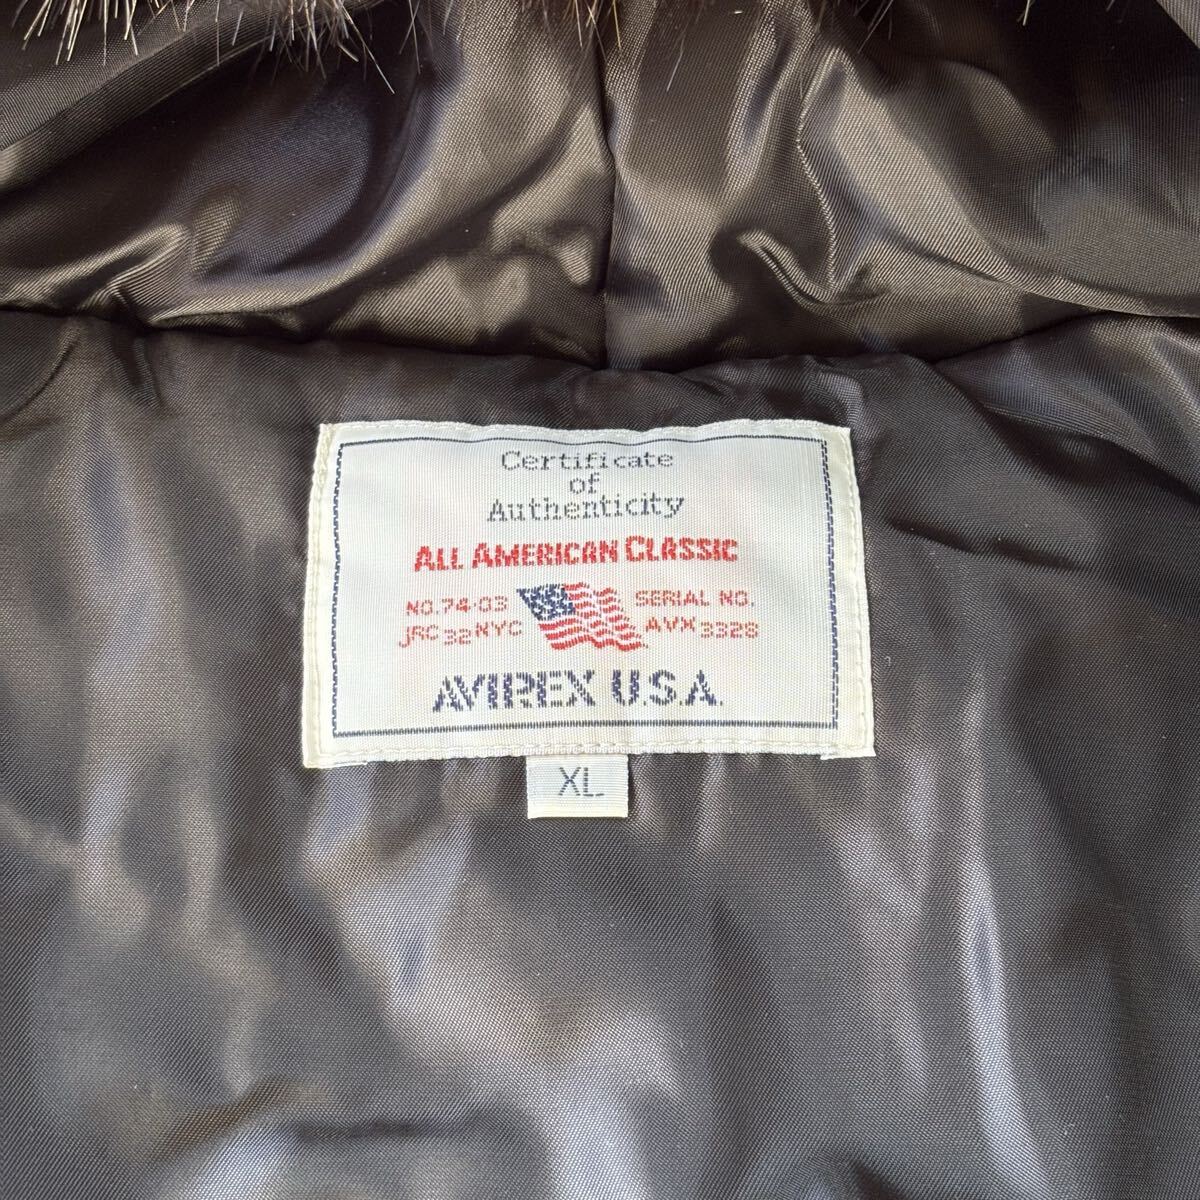 Certificate
of
Authenticity
ALL AMERICAN CLASSIC
NO.74-03 SERIAL NO.
JRC 32 NYC AVX 3328
AVIREX U.S.A.
XL